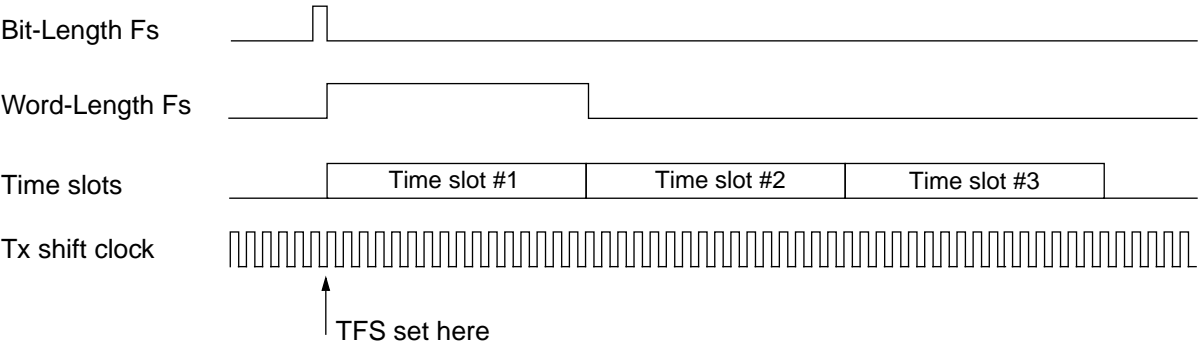 Bit-Length Fs
Word-Length Fs
Time slots
Time slot #1
Time slot #2
Time slot #3
Tx shift clock
TFS set here